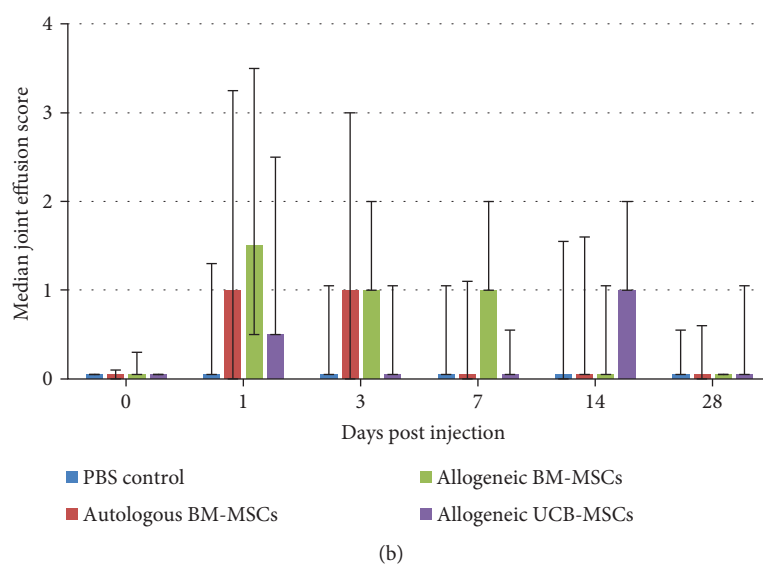 4
3
2
1
0
Median joint effusion score
0 1 3 7 14 28
Days post injection
PBS control
Autologous BM-MSCs
Allogeneic BM-MSCs
Allogeneic UCB-MSCs
(b)